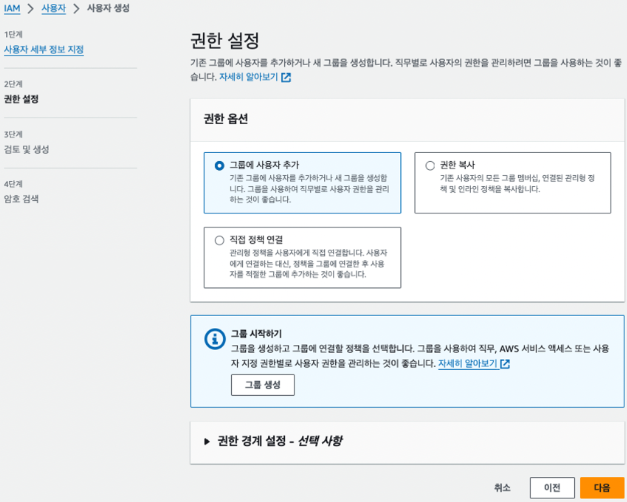 IAM > 사용자 > 사용자 생성
1단계
사용자 세부 정보 지정
2단계
권한 설정
3단계
검토 및 생성
4단계
암호 검색
권한 설정
기존 그룹에 사용자를 추가하거나 새 그룹을 생성합니다. 직무별로 사용자의 권한을 관리하려면 그룹을 사용하는 것이 좋
습니다. 자세히 알아보기
권한 옵션
그룹에 사용자 추가
기존 그룹에 사용자를 추가하거나 새 그룹을 생성합
니다. 그룹을 사용하여 직무별로 사용자 권한을 관리
하는 것이 좋습니다.
권한 복사
기존 사용자의 모든 그룹 멤버십, 연결된 관리형 정
책 및 인라인 정책을 복사합니다.
직접 정책 연결
관리형 정책을 사용자에게 직접 연결합니다. 사용자
에게 연결하는 대신, 정책을 그룹에 연결한 후 사용
자를 적절한 그룹에 추가하는 것이 좋습니다.
그룹 시작하기
그룹을 생성하고 그룹에 연결할 정책을 선택합니다. 그룹을 사용하여 직무, AWS 서비스 액세스 또는 사용
자 지정 권한별로 사용자 권한을 관리하는 것이 좋습니다. 자세히 알아보기
그룹 생성
권한 경계 설정 - 선택 사항
취소
이전
다음